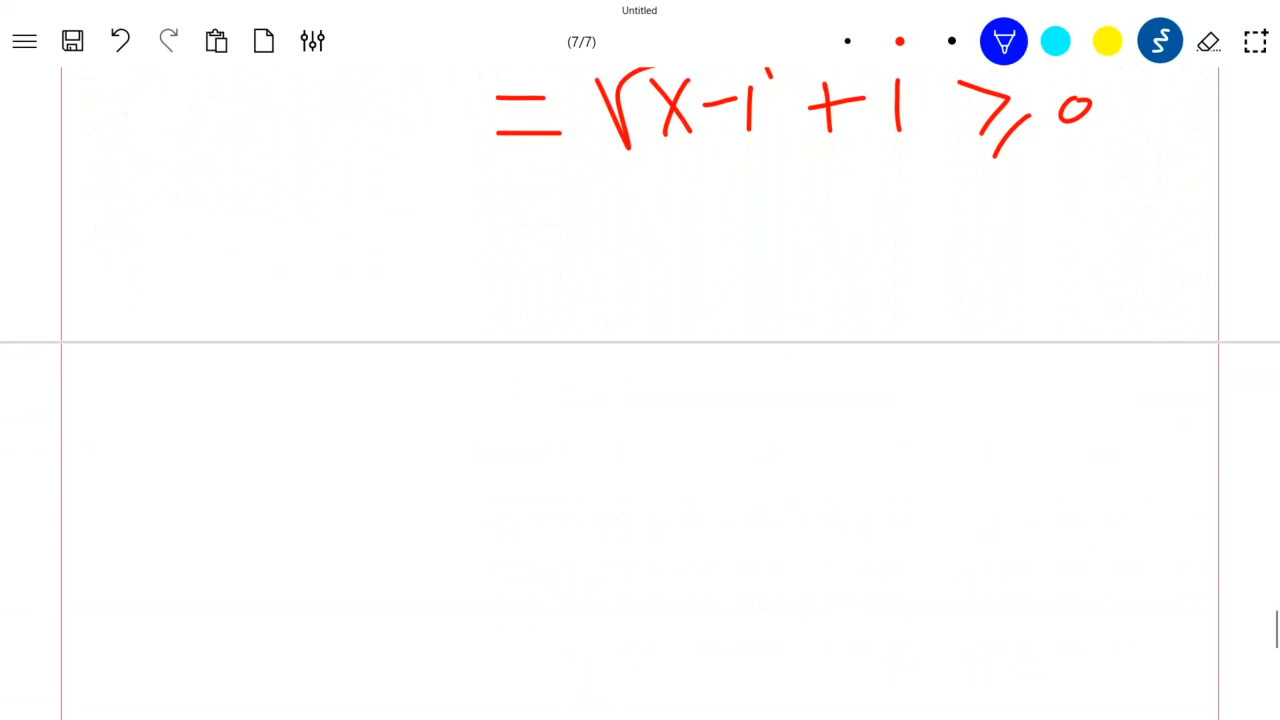 Untitled
(7/7)
= √x-1 + 1 ⩾ 0